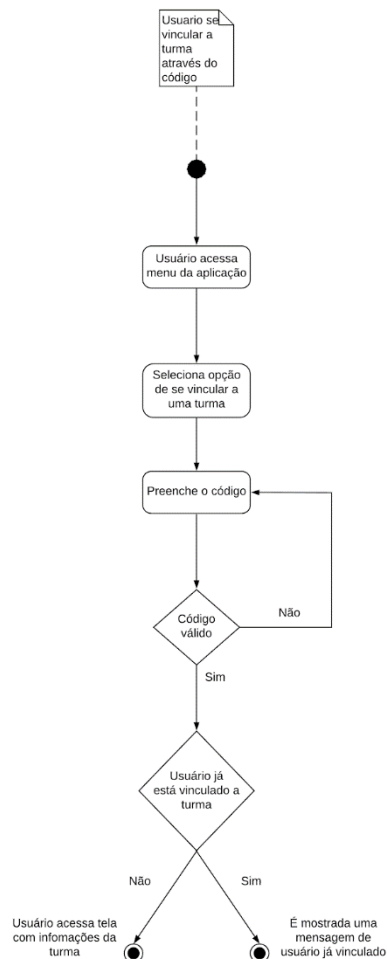 Usuario se
vincular a
turma
através do
código
Usuário acessa
menu da aplicação
Seleciona opção
de se vincular a
uma turma
Preenche o código
Código
válido
Não
Sim
Usuário já
está vinculado a
turma
Não
Sim
Usuário acessa tela
com infomações da
turma
É mostrada uma
mensagem de
usuário já vinculado